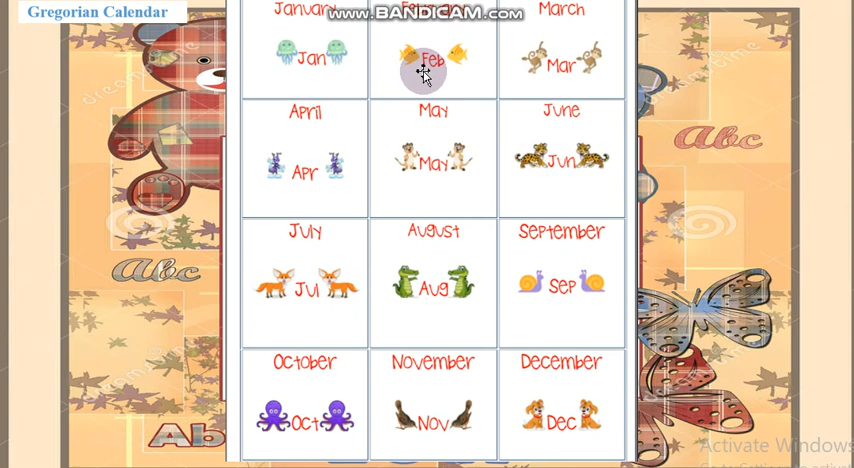 Gregorian Calendar
www.BANDICAM.com
January
March
Jan
Feb
Mar
April
May
June
Apr
May
Jun
July
August
September
Jul
Aug
Sep
October
November
December
Oct
Nov
Dec
Abc
Abc
Ab
Activate Windows